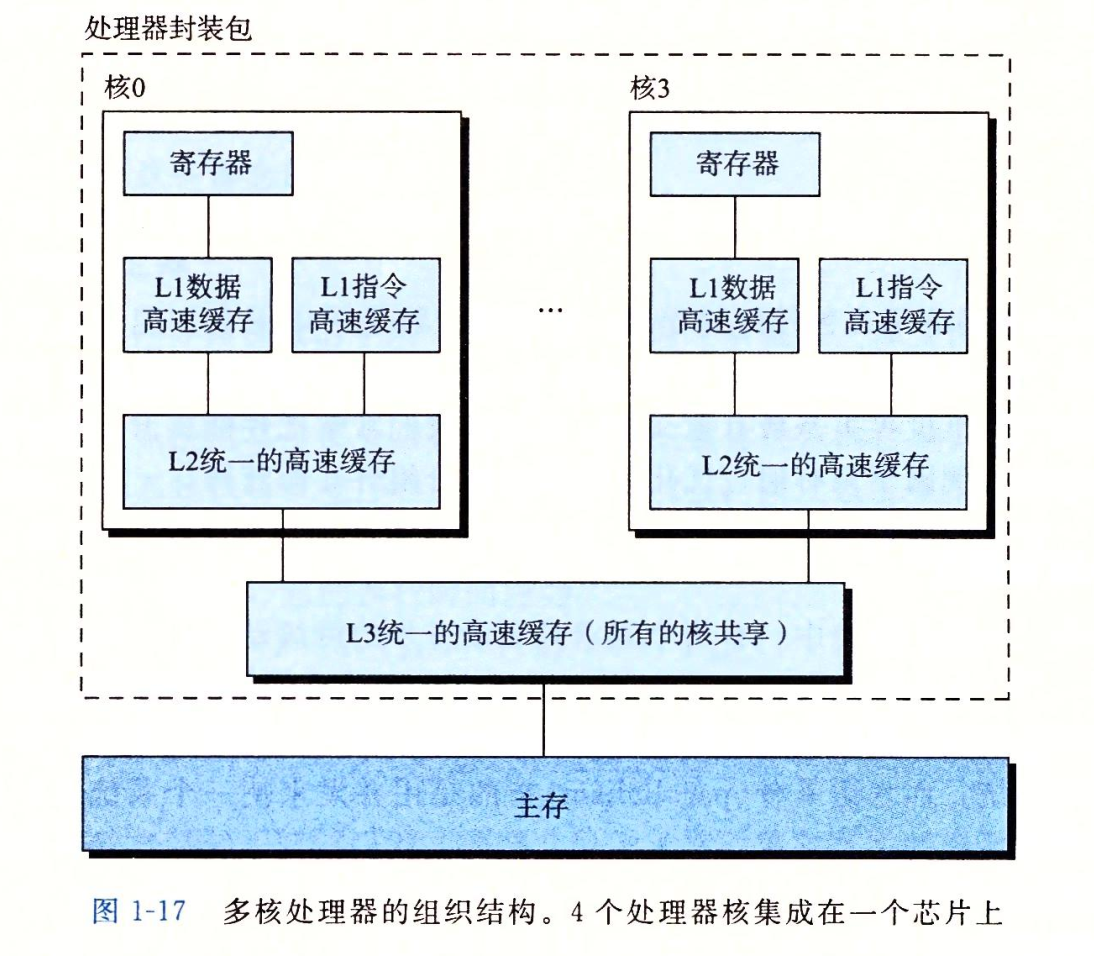 处理器封装包
核0
核3
寄存器
寄存器
L1数据
高速缓存
L1指令
高速缓存
...
L1数据
高速缓存
L1指令
高速缓存
L2统一的高速缓存
L2统一的高速缓存
L3统一的高速缓存（所有的核共享）
主存
图 1-17 多核处理器的组织结构。4 个处理器核集成在一个芯片上